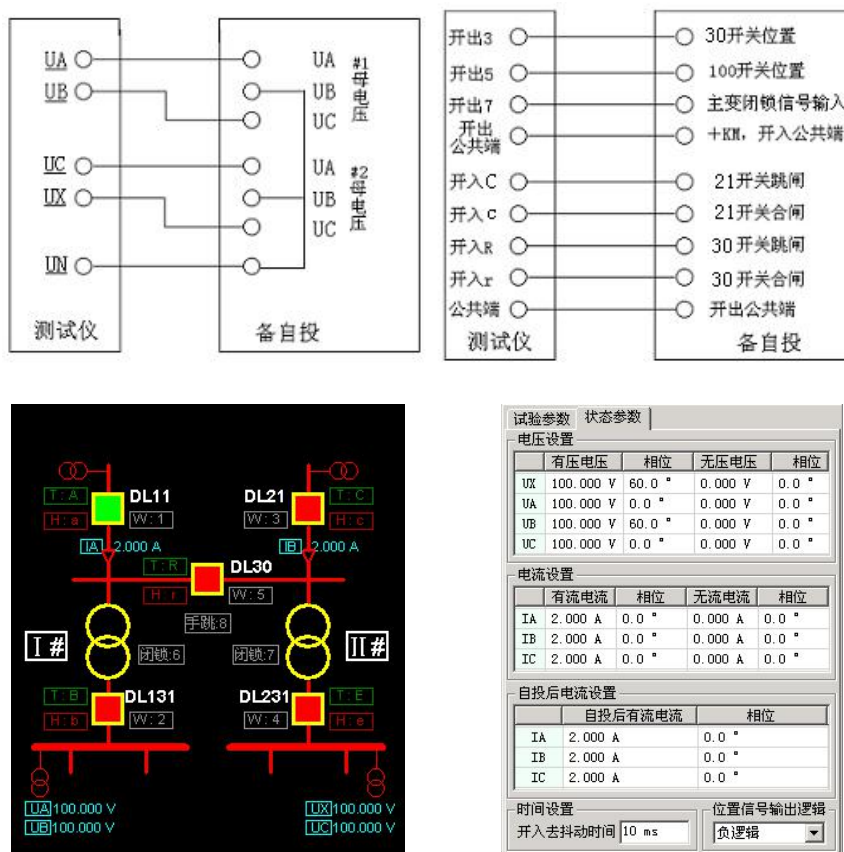 UA
UA
#1母电压
UB
UB
UC
UC
UA
#2母电压
UX
UB
UC
UN
测试仪
备自投
开出3
30开关位置
开出5
100开关位置
开出7
主变闭锁信号输入
开出公共端
+KM，开入公共端
开入C
21开关跳闸
开入c
21开关合闸
开入R
30开关跳闸
开入r
30开关合闸
公共端
开出公共端
测试仪
备自投
T:A
DL11
H:a
W:1
DL21
T:C
W:3
H:c
IA 2.000 A
IB 2.000 A
T:R
DL30
H:r
W:5
手跳:8
I#
闭锁:6
闭锁:7
II#
T:B
DL131
H:b
W:2
DL231
T:E
W:4
H:e
UA 100.000 V
UB 100.000 V
UX 100.000 V
UC 100.000 V
试验参数 状态参数
电压设置
有压电压 相位 无压电压 相位
UX 100.000 V 60.0 ° 0.000 V 0.0 °
UA 100.000 V 0.0 ° 0.000 V 0.0 °
UB 100.000 V 60.0 ° 0.000 V 0.0 °
UC 100.000 V 0.0 ° 0.000 V 0.0 °
电流设置
有流电流 相位 无流电流 相位
IA 2.000 A 0.0 ° 0.000 A 0.0 °
IB 2.000 A 0.0 ° 0.000 A 0.0 °
IC 2.000 A 0.0 ° 0.000 A 0.0 °
自投后电流设置
自投后有流电流 相位
IA 2.000 A 0.0 °
IB 2.000 A 0.0 °
IC 2.000 A 0.0 °
时间设置
开入去抖动时间 10 ms
位置信号输出逻辑
负逻辑